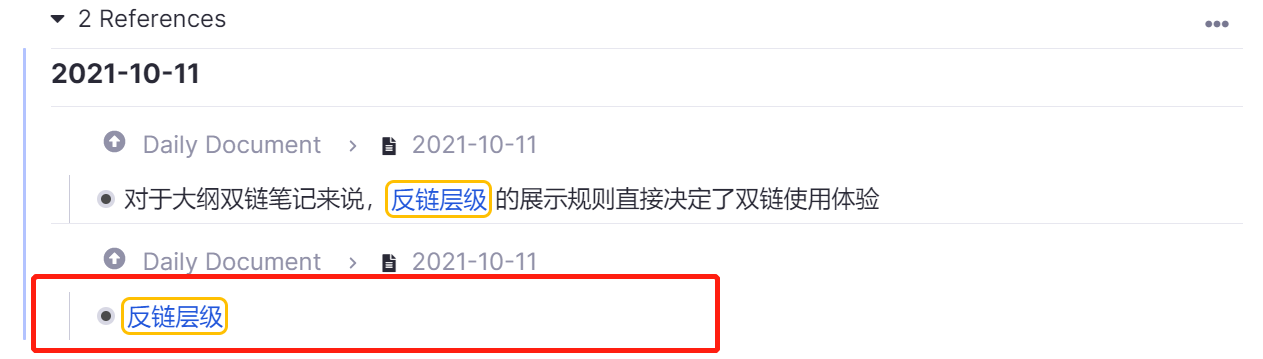 2 References
2021-10-11
Daily Document > 2021-10-11
对于大纲双链笔记来说，反链层级的展示规则直接决定了双链使用体验
Daily Document > 2021-10-11
反链层级